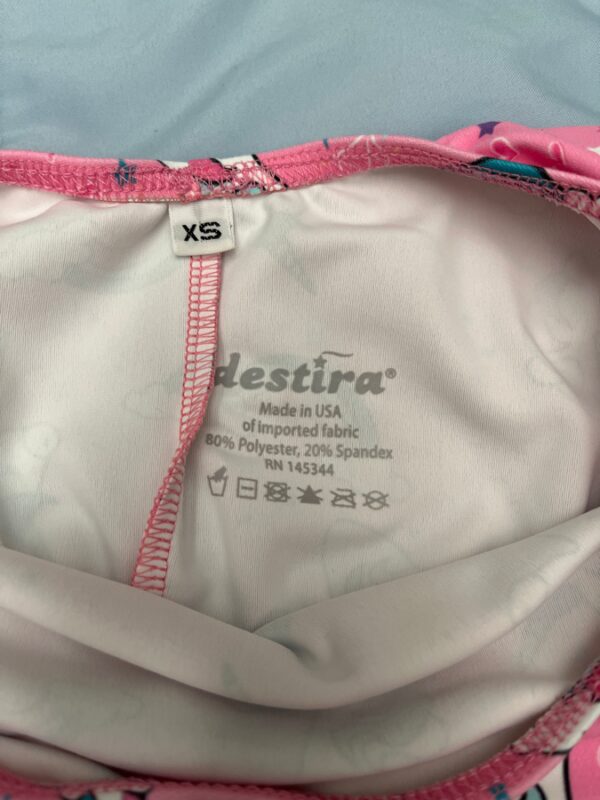 XS
destira®
Made in USA
of imported fabric
80% Polyester, 20% Spandex
RN 145344